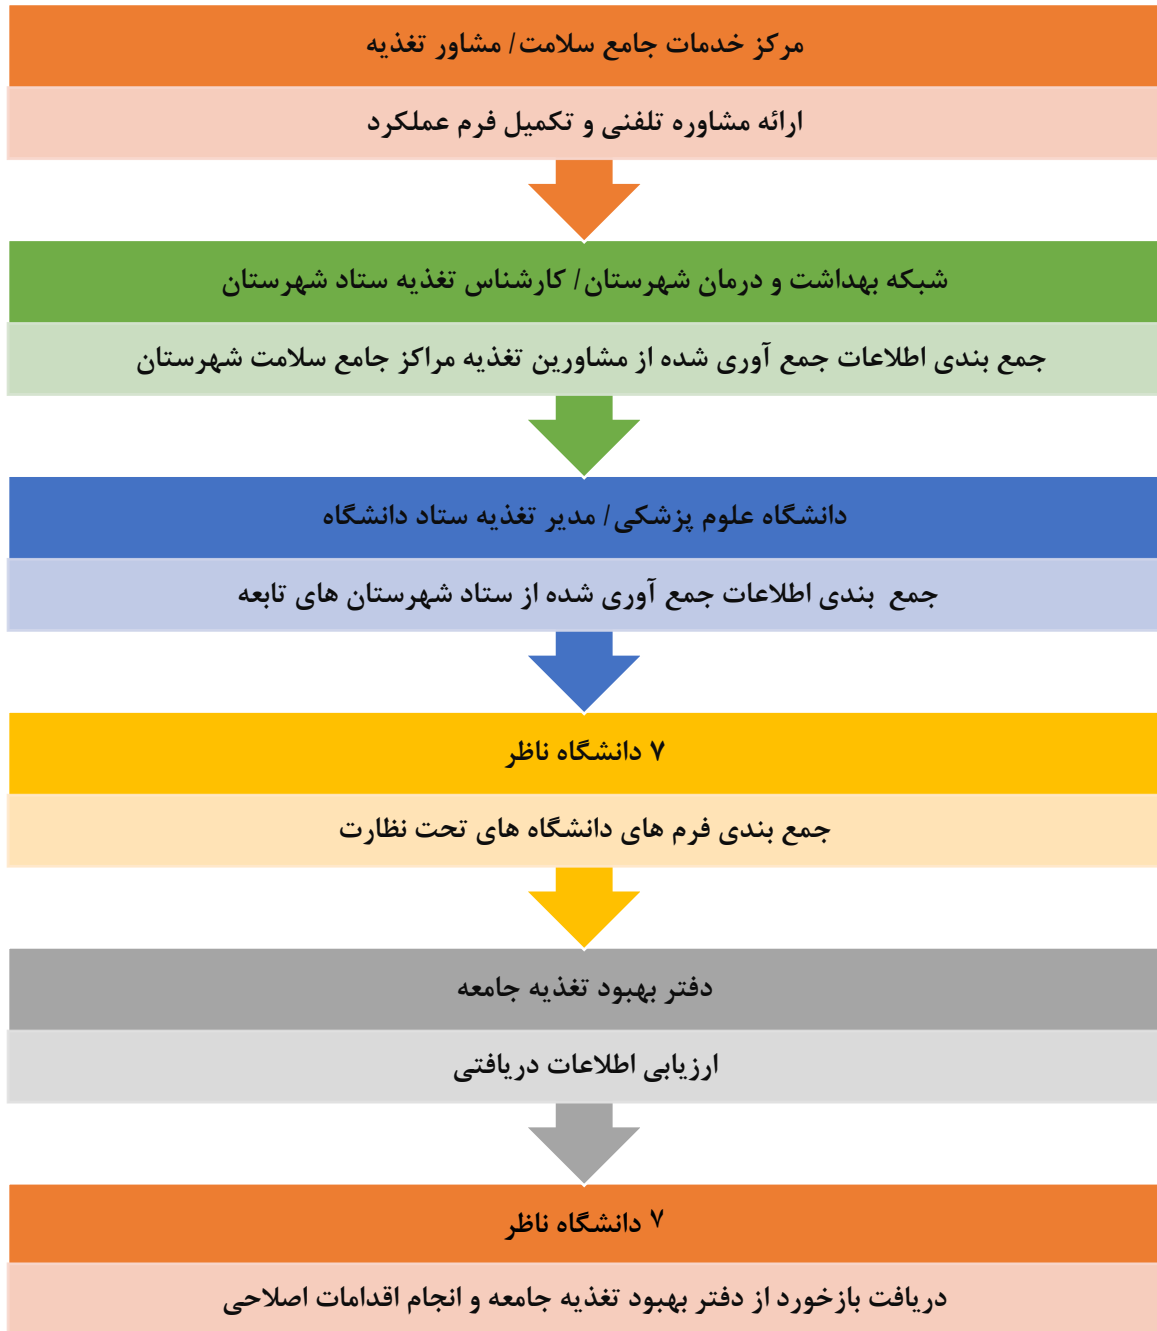 مرکز خدمات جامع سلامت/ مشاور تغذیه
ارائه مشاوره تلفنی و تکمیل فرم عملکرد
شبکه بهداشت و درمان شهرستان/ کارشناس تغذیه ستاد شهرستان
جمع بندی اطلاعات جمع آوری شده از مشاورین تغذیه مراکز جامع سلامت شهرستان
دانشگاه علوم پزشکی/ مدیر تغذیه ستاد دانشگاه
جمع بندی اطلاعات جمع آوری شده از ستاد شهرستان های تابعه
۷ دانشگاه ناظر
جمع بندی فرم های دانشگاه های تحت نظارت
دفتر بهبود تغذیه جامعه
ارزیابی اطلاعات دریافتی
۷ دانشگاه ناظر
دریافت بازخورد از دفتر بهبود تغذیه جامعه و انجام اقدامات اصلاحی